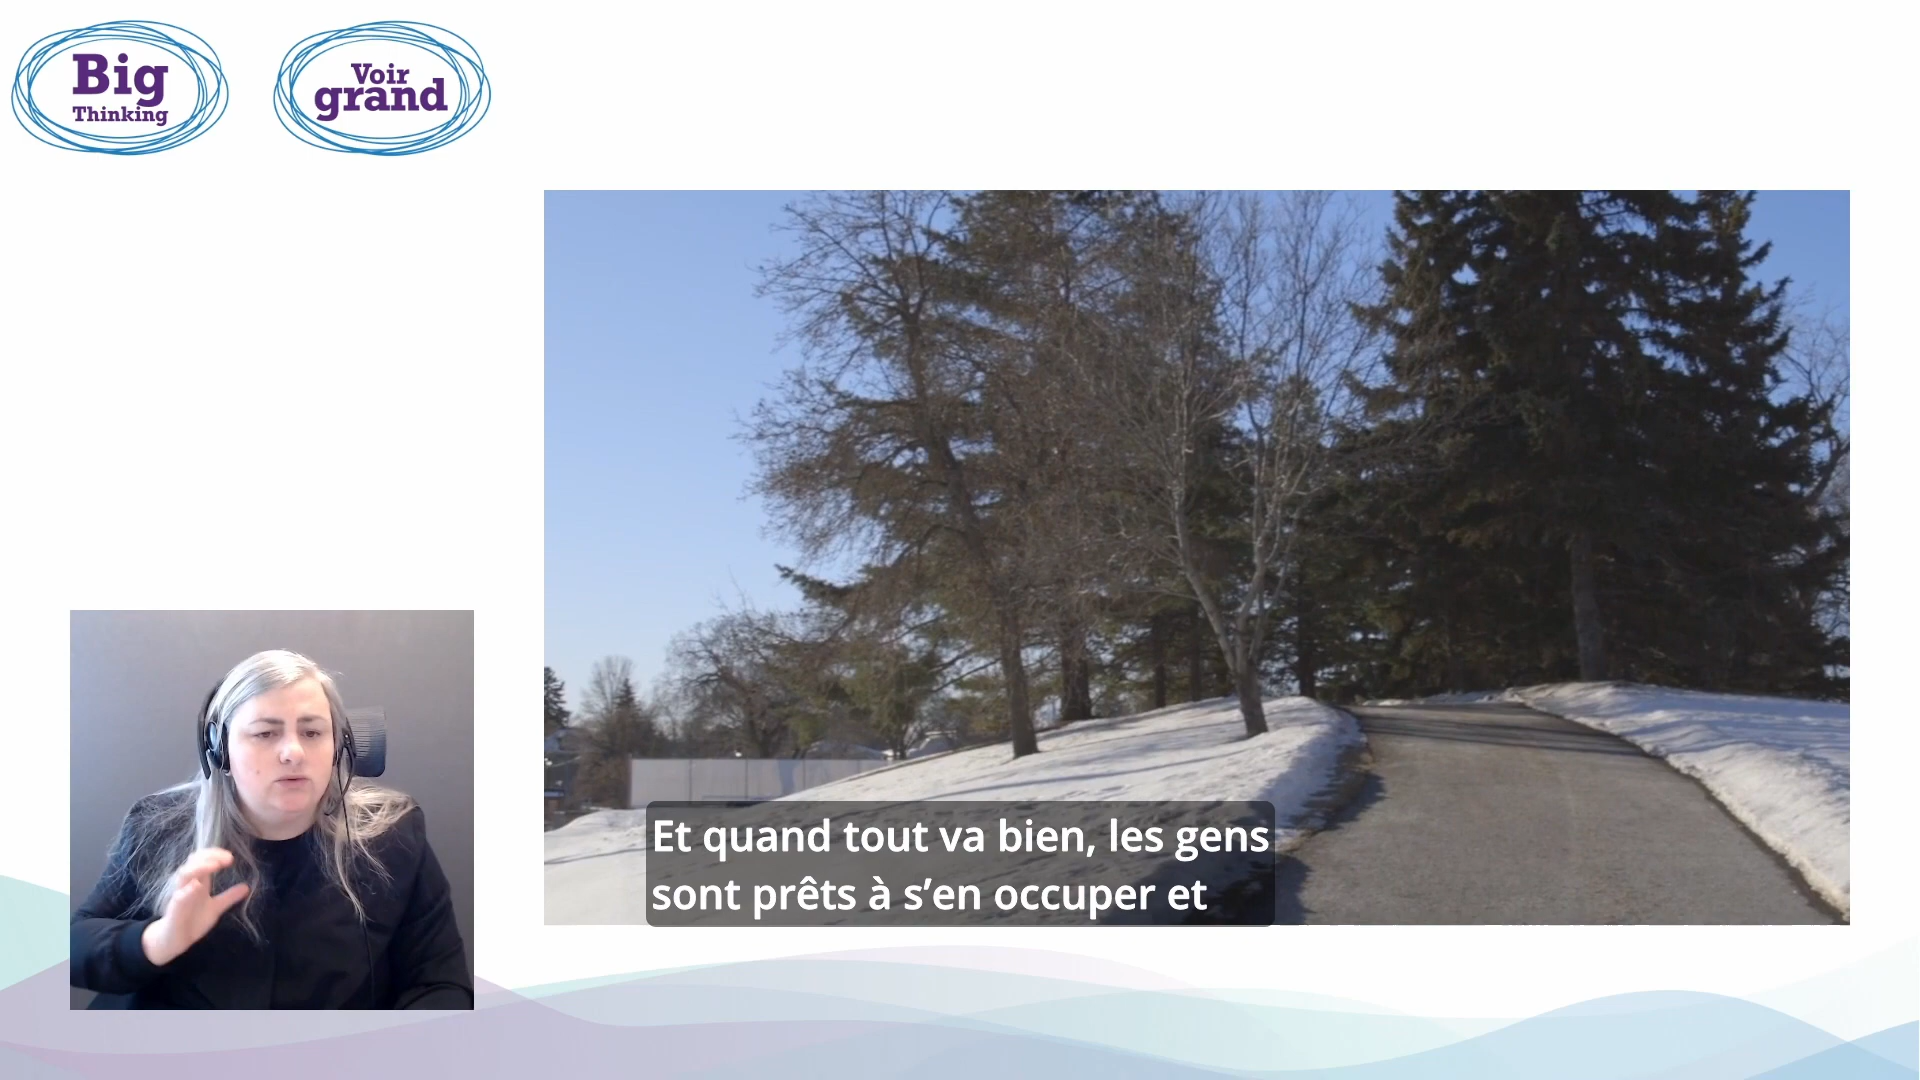 Big
Thinking
Voir
grand
Et quand tout va bien, les gens
sont prêts à s’en occuper et